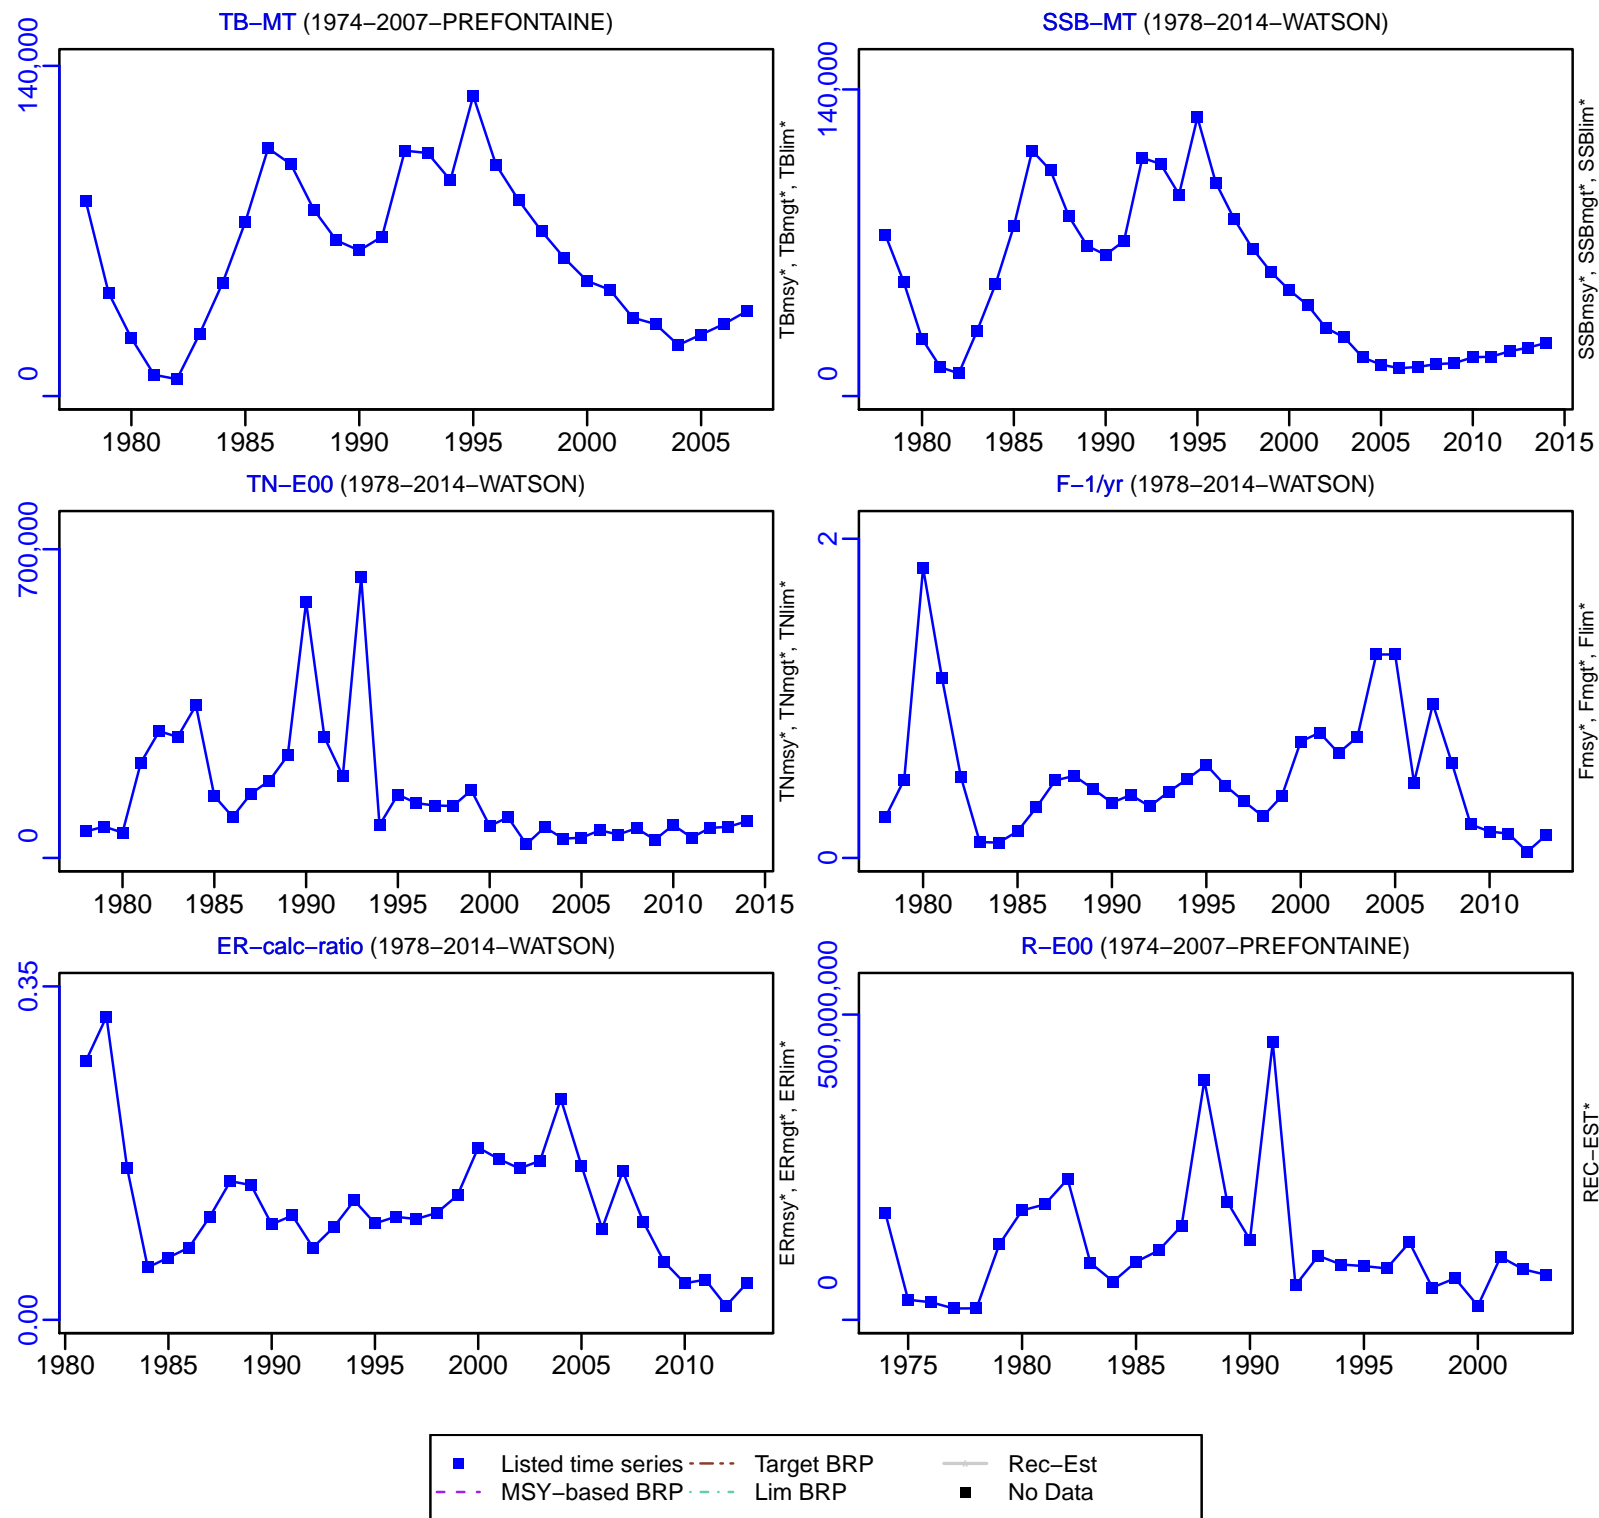 TB−MT (1974−2007−PREFONTAINE)
140,000
0
1980 1985 1990 1995 2000 2005
TBmsy*, TBmgt*, TBlim*
SSB−MT (1978−2014−WATSON)
140,000
0
1980 1985 1990 1995 2000 2005 2010 2015
SSBmsy*, SSBmgt*, SSBlim*
TN−E00 (1978−2014−WATSON)
700,000
0
1980 1985 1990 1995 2000 2005 2010 2015
TNmsy*, TNmgt*, TNlim*
F−1/yr (1978−2014−WATSON)
2
0
1980 1985 1990 1995 2000 2005 2010
Fmsy*, Fmgt*, Flim*
ER−calc−ratio (1978−2014−WATSON)
0.35
0.00
1980 1985 1990 1995 2000 2005 2010
ERmsy*, ERmgt*, ERlim*
R−E00 (1974−2007−PREFONTAINE)
500,000,000
0
1975 1980 1985 1990 1995 2000
REC−EST*
Listed time series Target BRP Rec−Est
MSY−based BRP Lim BRP No Data